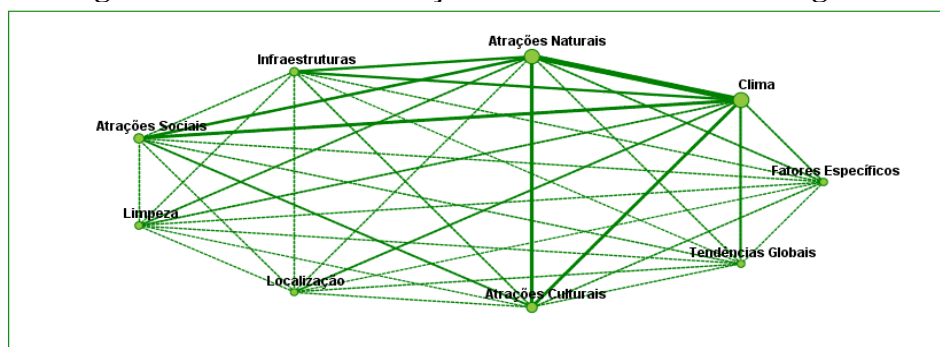 Atrações Naturais
Infraestruturas
Clima
Atrações Sociais
Fatores Específicos
Limpeza
Tendências Globais
Localização
Atrações Culturais